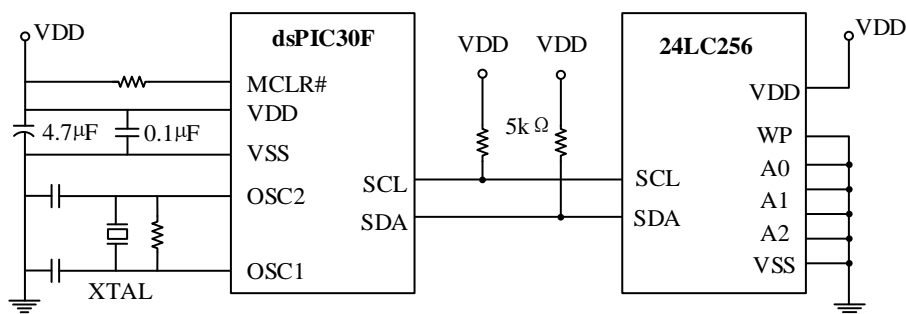 VDD
dsPIC30F
MCLR#
VDD
4.7μF
0.1μF
VSS
OSC2
OSC1
XTAL
SCL
SDA
VDD
VDD
5kΩ
24LC256
VDD
VDD
WP
A0
A1
A2
VSS
SCL
SDA